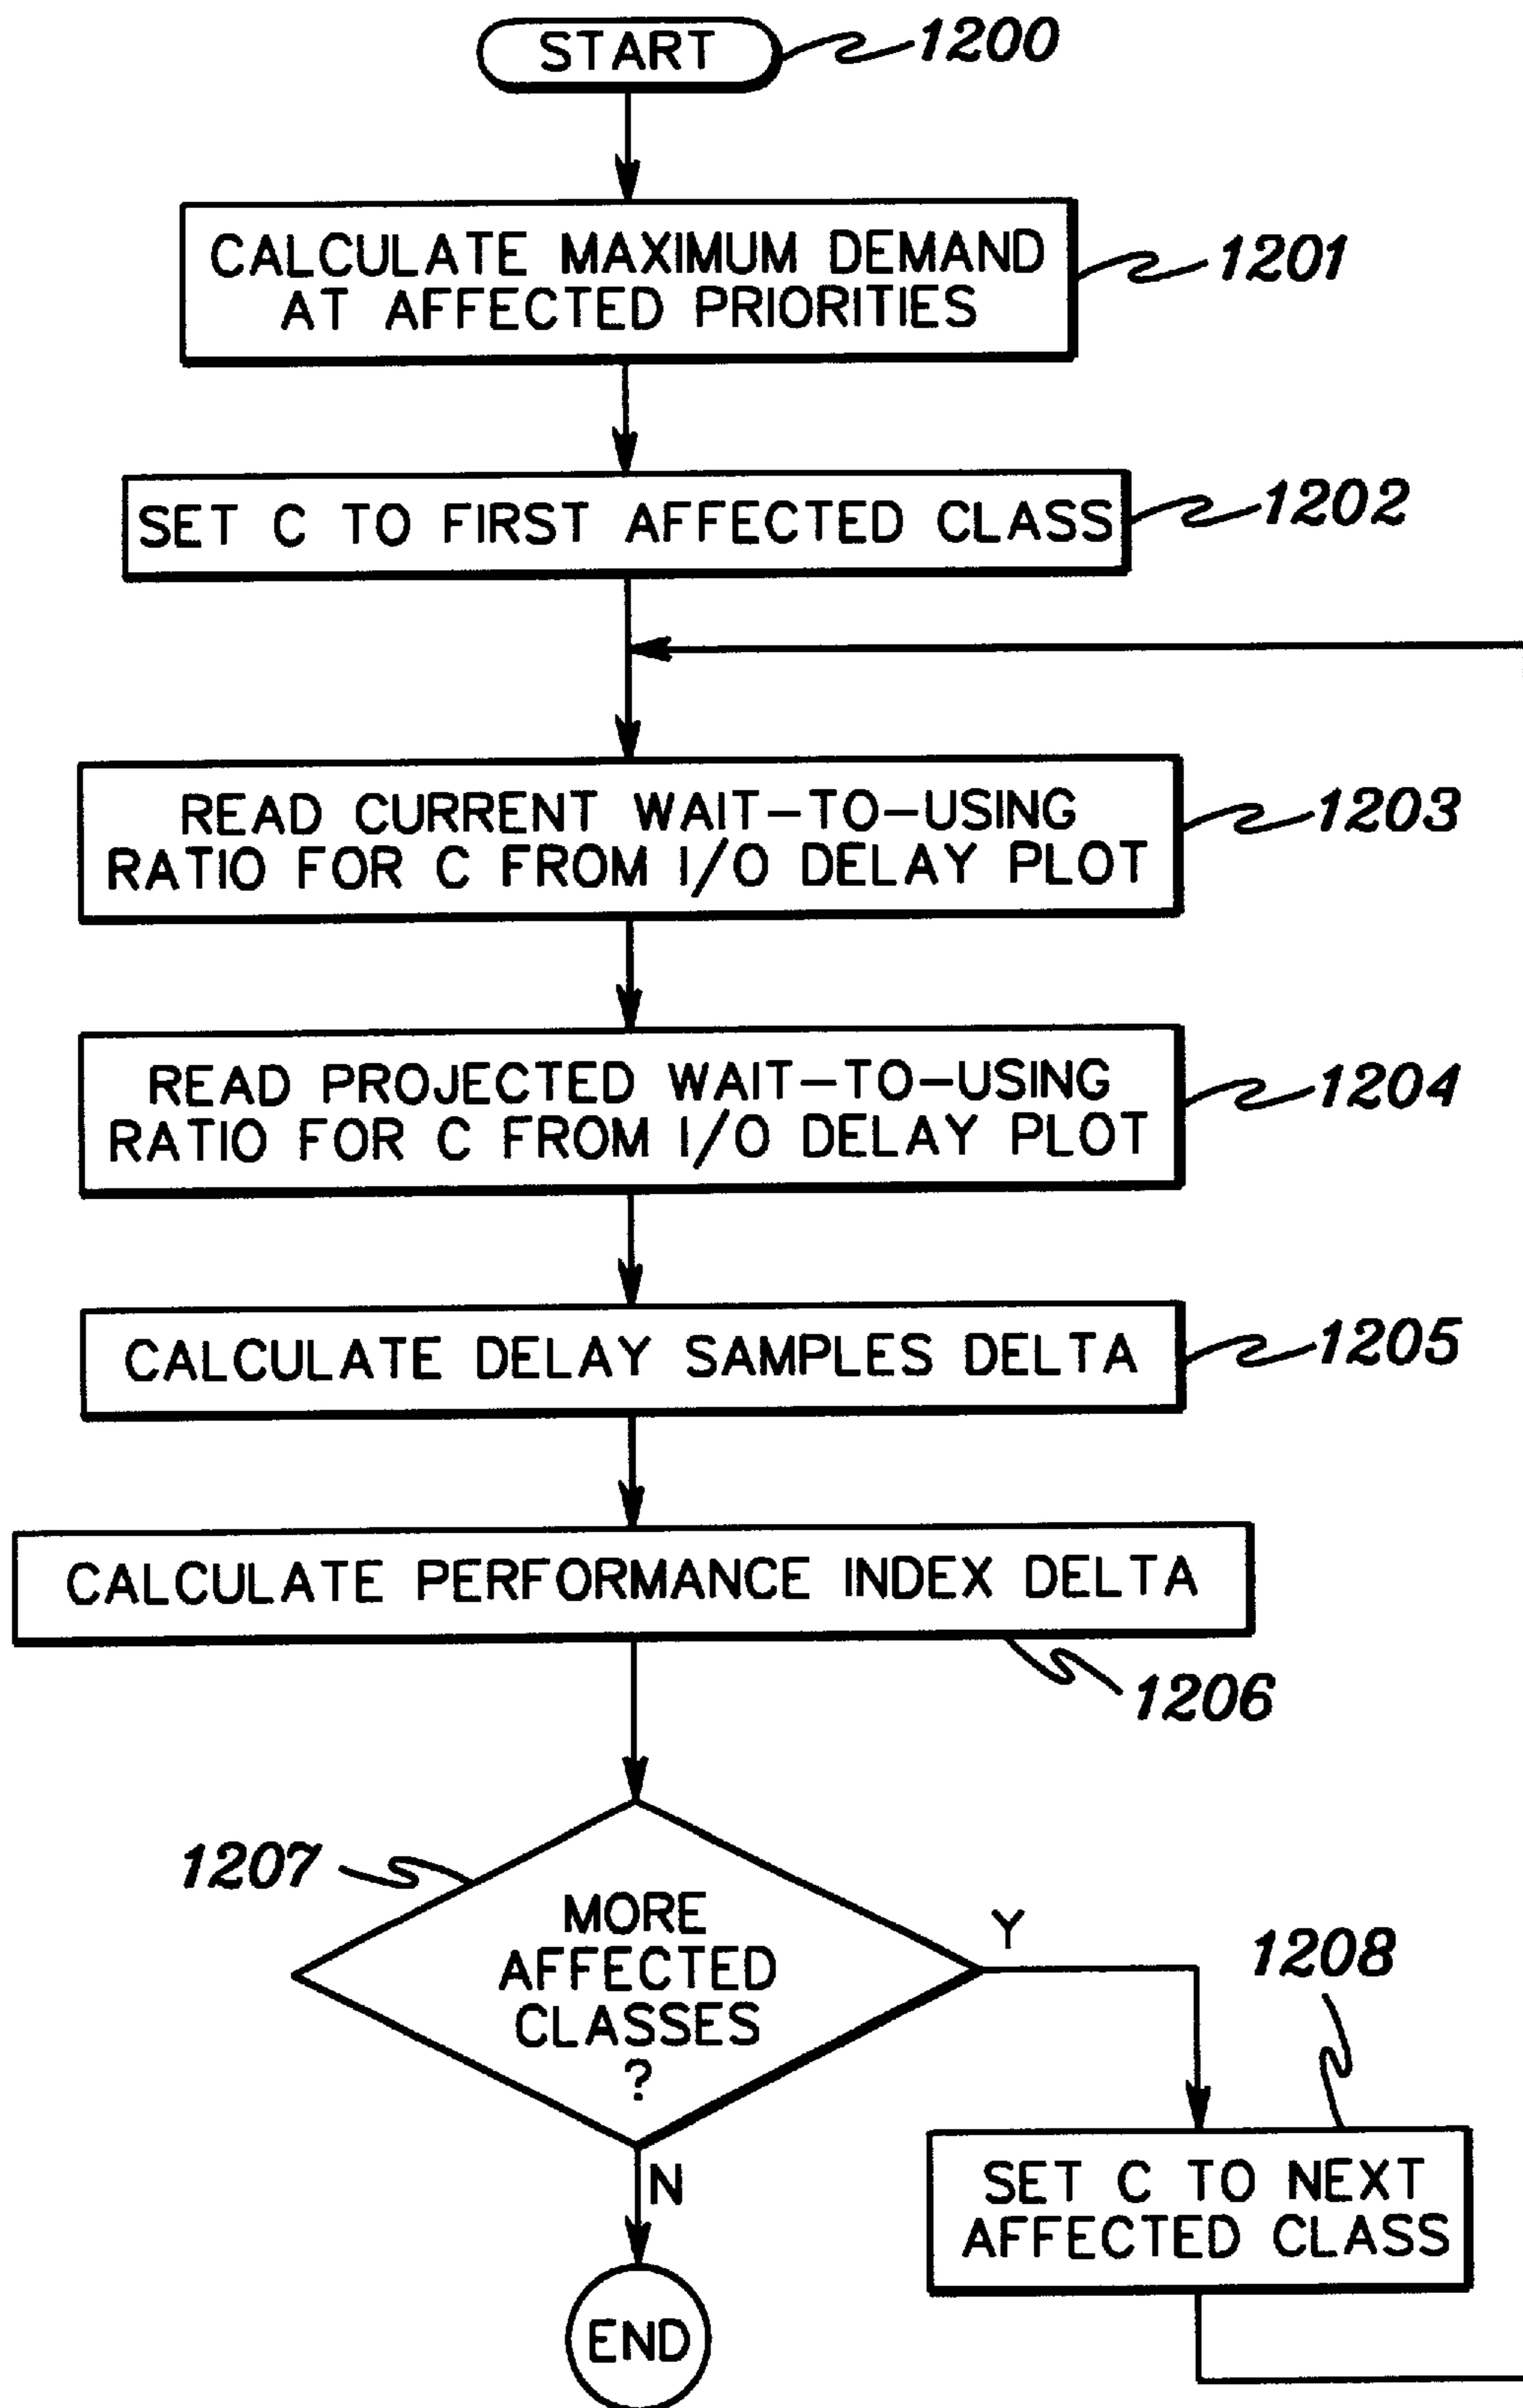 START
1200
CALCULATE MAXIMUM DEMAND
AT AFFECTED PRIORITIES
1201
SET C TO FIRST AFFECTED CLASS
1202
READ CURRENT WAIT-TO-USING
RATIO FOR C FROM I/O DELAY PLOT
1203
READ PROJECTED WAIT-TO-USING
RATIO FOR C FROM I/O DELAY PLOT
1204
CALCULATE DELAY SAMPLES DELTA
1205
CALCULATE PERFORMANCE INDEX DELTA
1206
1207
MORE
AFFECTED
CLASSES
?
Y
1208
SET C TO NEXT
AFFECTED CLASS
N
END